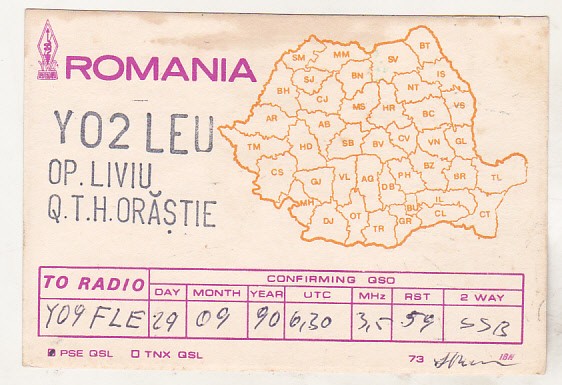 ROMANIA
YO2 LEU
OP. LIVIU
Q.T.H. ORĂȘTIE
SM MM SV BT
BH SJ BN NT IS
CJ MS HR BC VS
AR AB
TM HD SB BV CV VN GL
CS GJ VL AG DB PH BZ BR TL
MH IL
DJ OT TR GR BU CL CT
TO RADIO CONFIRMING QSO
DAY MONTH YEAR UTC MHz RST 2 WAY
YO9FLE 29 09 90 6,30 3,5 59 SSB
PSE QSL TNX QSL 73